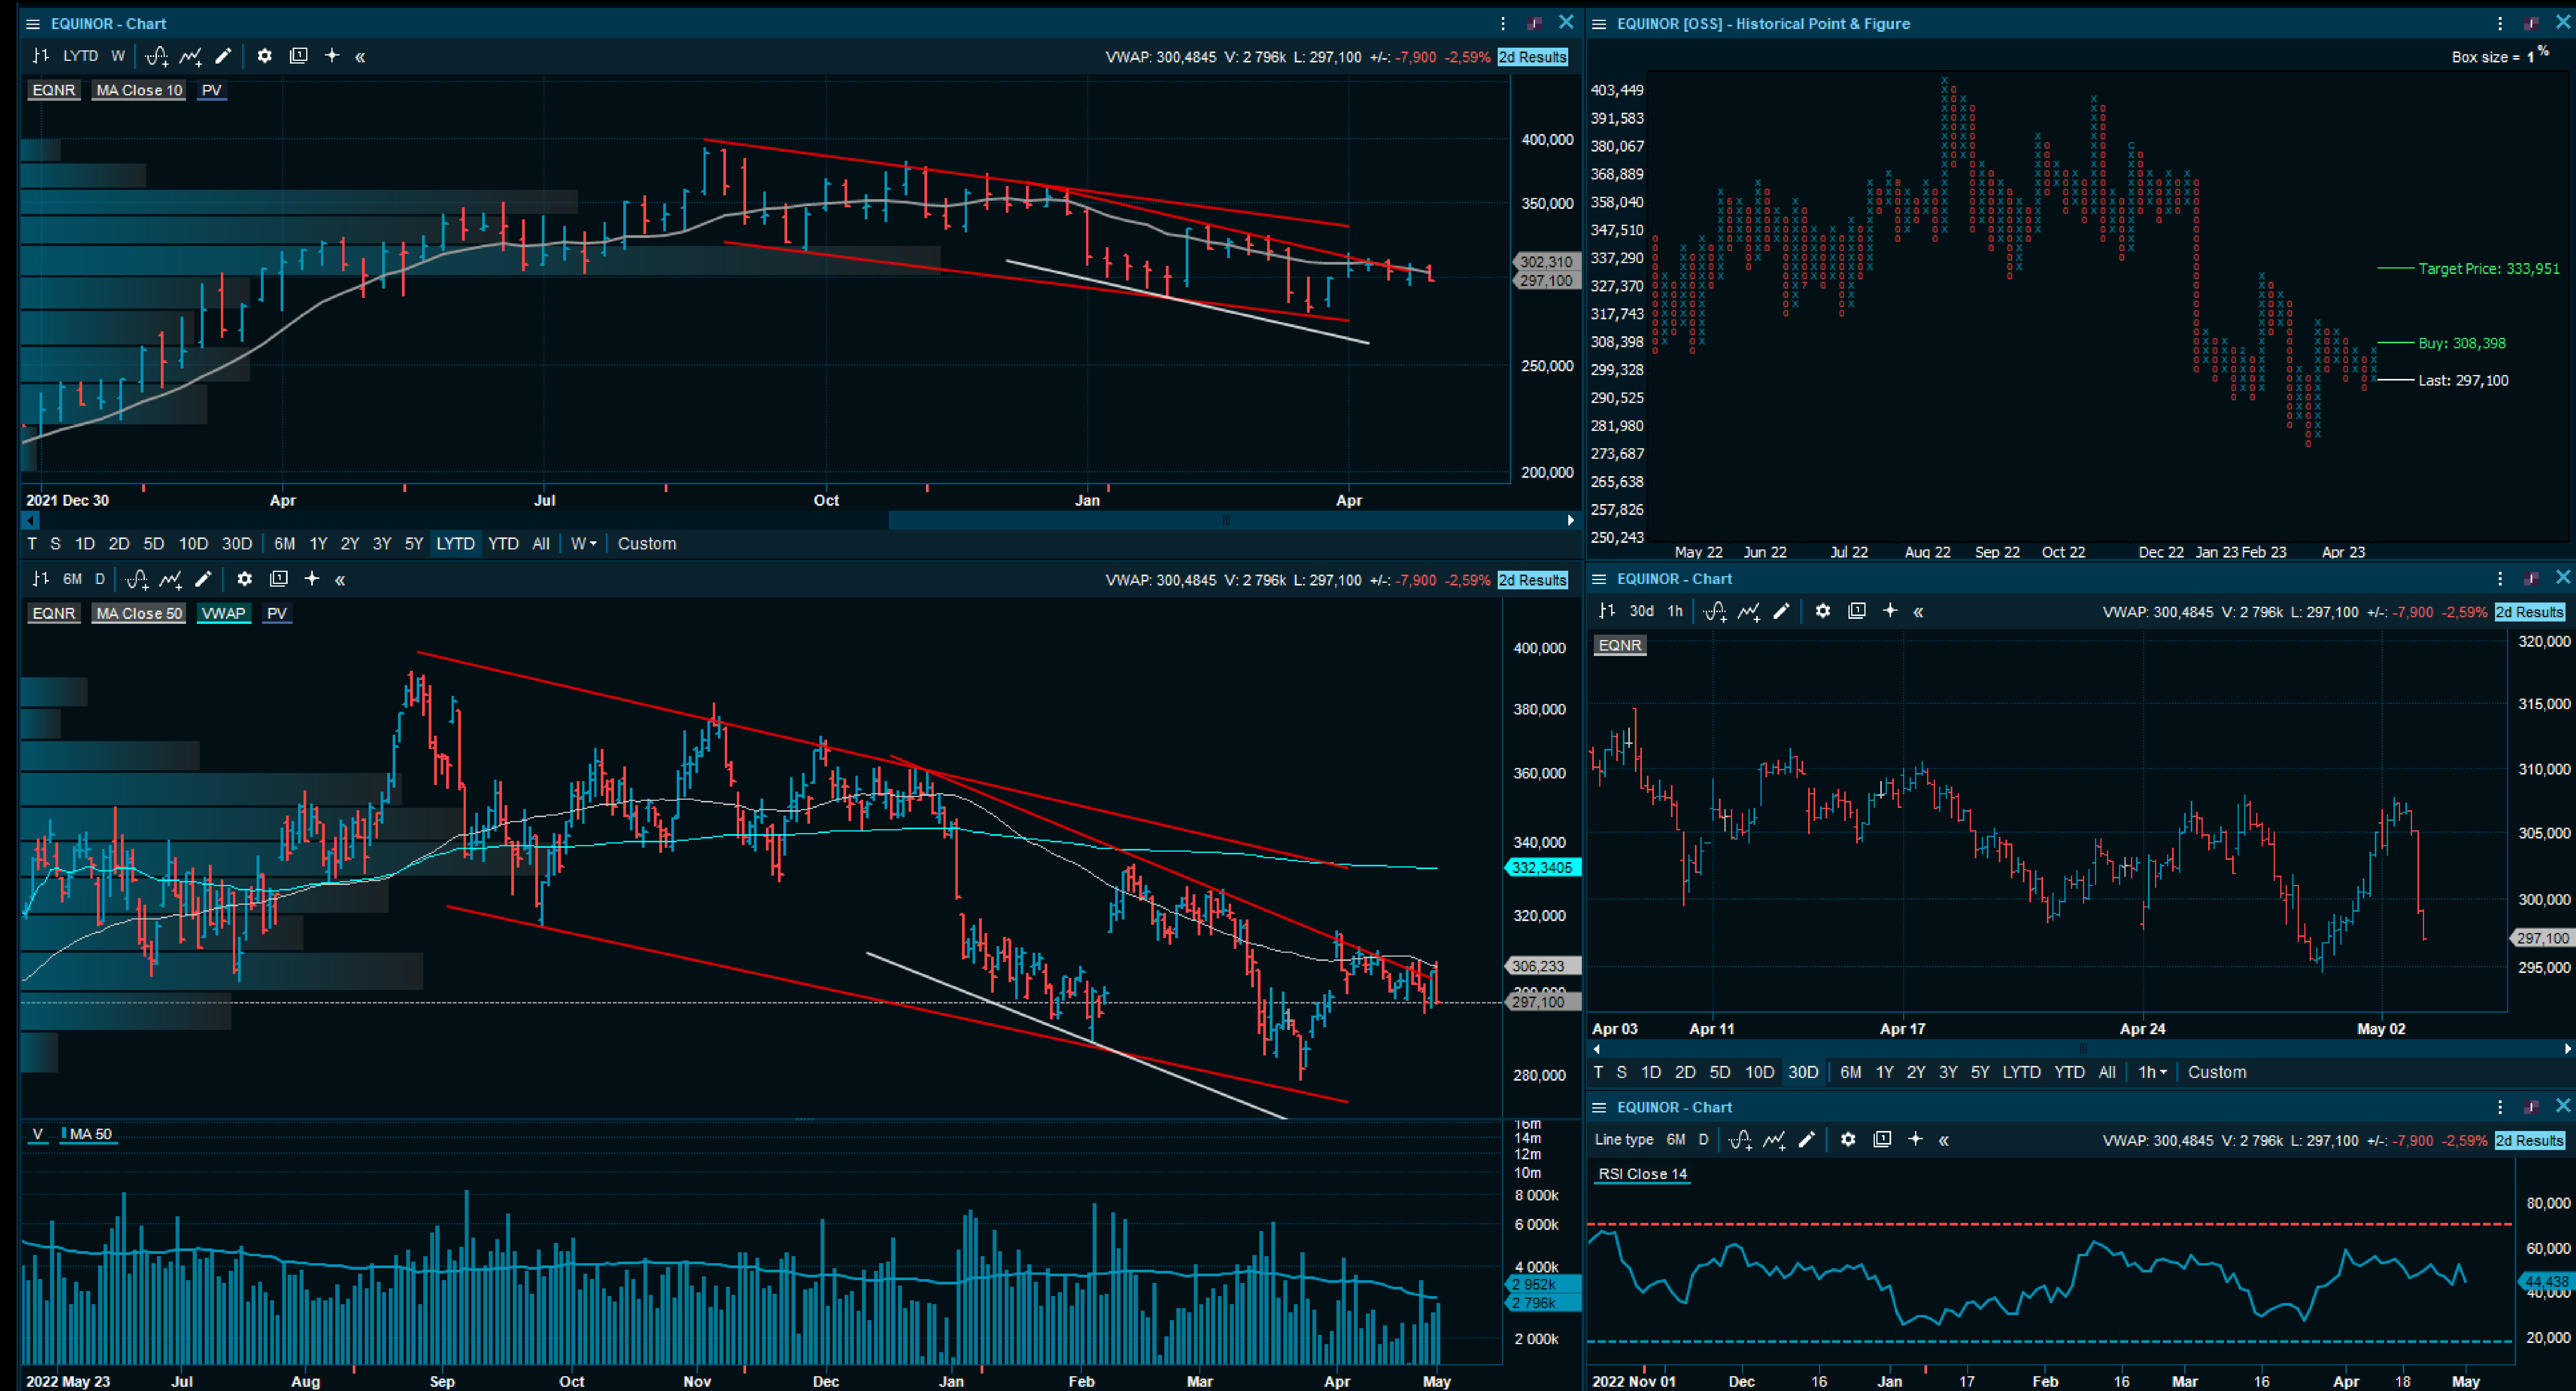 EQUINOR - Chart
LYTD W
VWAP: 300,4845 V: 2 796k L: 297,100 +/-: -7,900 -2,59% 2d Results
EQNR MA Close 10 PV
400,000
350,000
302,310
297,100
250,000
200,000
2021 Dec 30 Apr Jul Oct Jan Apr
T S 1D 2D 5D 10D 30D 6M 1Y 2Y 3Y 5Y LYTD YTD All W Custom
6M D
VWAP: 300,4845 V: 2 796k L: 297,100 +/-: -7,900 -2,59% 2d Results
EQNR MA Close 50 VWAP PV
400,000
380,000
360,000
340,000
332,3405
320,000
306,233
300,000
297,100
280,000
V MA 50
16m
14m
12m
10m
8 000k
6 000k
4 000k
2 952k
2 796k
2 000k
2022 May 23 Jul Aug Sep Oct Nov Dec Jan Feb Mar Apr May
EQUINOR [OSS] - Historical Point & Figure
Box size = 1 %
403,449
391,583
380,067
368,889
358,040
347,510
337,290
327,370
317,743
308,398
299,328
290,525
281,980
273,687
265,638
257,826
250,243
Target Price: 333,951
Buy: 308,398
Last: 297,100
May 22 Jun 22 Jul 22 Aug 22 Sep 22 Oct 22 Dec 22 Jan 23 Feb 23 Apr 23
EQUINOR - Chart
30d 1h
VWAP: 300,4845 V: 2 796k L: 297,100 +/-: -7,900 -2,59% 2d Results
EQNR
320,000
315,000
310,000
305,000
300,000
297,100
295,000
Apr 03 Apr 11 Apr 17 Apr 24 May 02
T S 1D 2D 5D 10D 30D 6M 1Y 2Y 3Y 5Y LYTD YTD All 1h Custom
EQUINOR - Chart
Line type 6M D
VWAP: 300,4845 V: 2 796k L: 297,100 +/-: -7,900 -2,59% 2d Results
RSI Close 14
80,000
60,000
44,438
40,000
20,000
2022 Nov 01 Dec 16 Jan 17 Feb 16 Mar 16 Apr 18 May